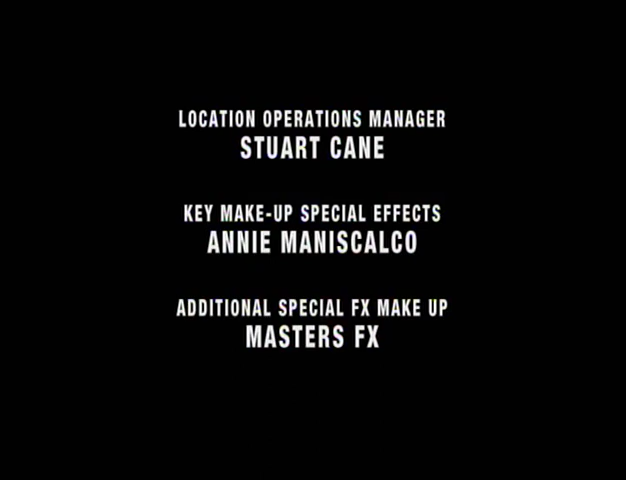 LOCATION OPERATIONS MANAGER
STUART CANE
KEY MAKE-UP SPECIAL EFFECTS
ANNIE MANISCALCO
ADDITIONAL SPECIAL FX MAKE UP
MASTERS FX